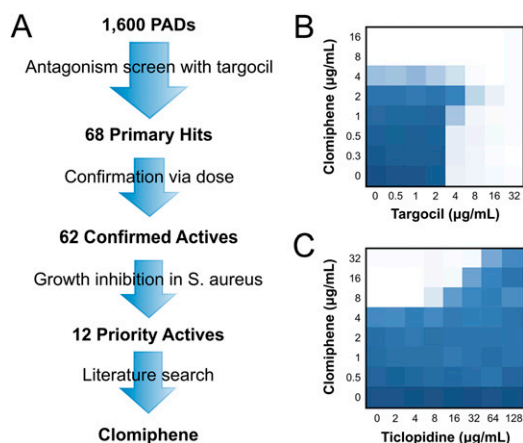 A
1,600 PADs
Antagonism screen with targocil
68 Primary Hits
Confirmation via dose
62 Confirmed Actives
Growth inhibition in S. aureus
12 Priority Actives
Literature search
Clomiphene
B
Clomiphene (µg/mL)
16
8
4
2
1
0.5
0.3
0
0 0.5 1 2 4 8 16 32
Targocil (µg/mL)
C
Clomiphene (µg/mL)
32
16
8
4
2
1
0.5
0
0 2 4 8 16 32 64 128
Ticlopidine (µg/mL)